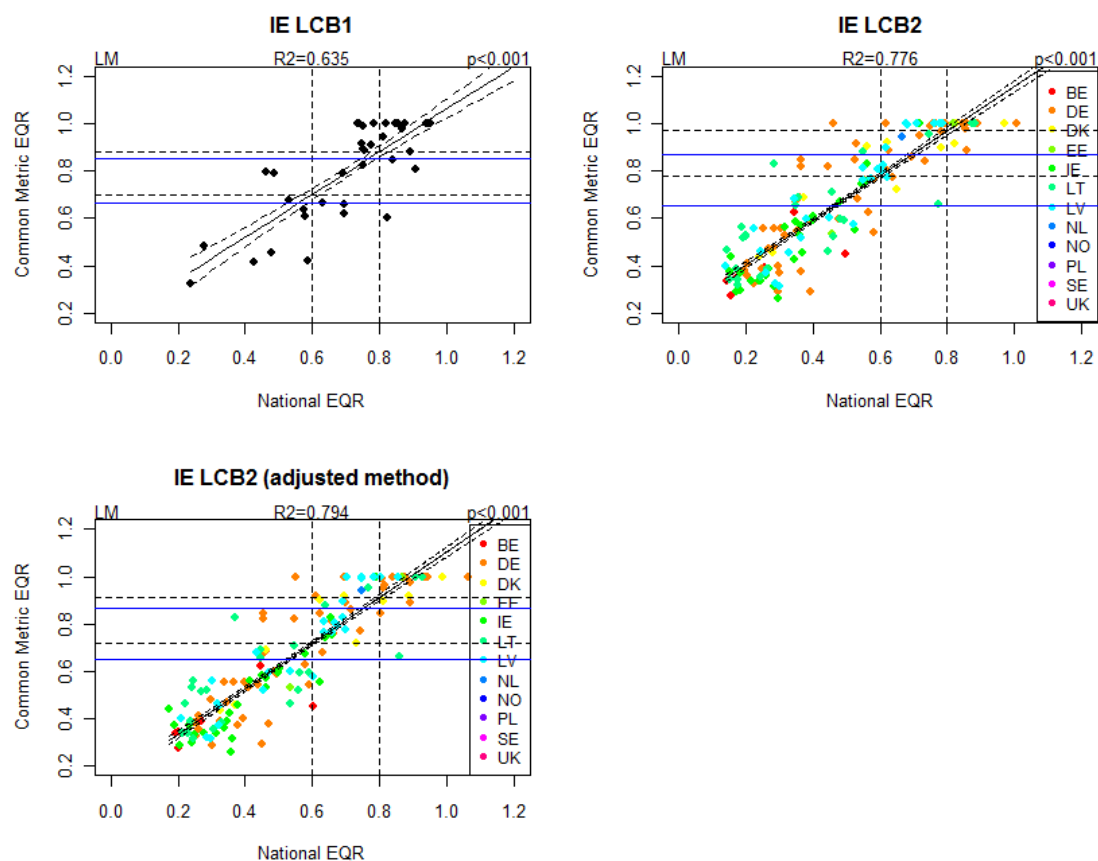 IE LCB1
LM R2=0.635 p<0.001
Common Metric EQR
1.2
1.0
0.8
0.6
0.4
0.2
0.0 0.2 0.4 0.6 0.8 1.0 1.2
National EQR
IE LCB2
LM R2=0.776 p<0.001
Common Metric EQR
1.2
1.0
0.8
0.6
0.4
0.2
BE
DE
DK
EE
IE
LT
LV
NL
NO
PL
SE
UK
0.0 0.2 0.4 0.6 0.8 1.0 1.2
National EQR
IE LCB2 (adjusted method)
LM R2=0.794 p<0.001
Common Metric EQR
1.2
1.0
0.8
0.6
0.4
0.2
BE
DE
DK
EE
IE
LT
LV
NL
NO
PL
SE
UK
0.0 0.2 0.4 0.6 0.8 1.0 1.2
National EQR